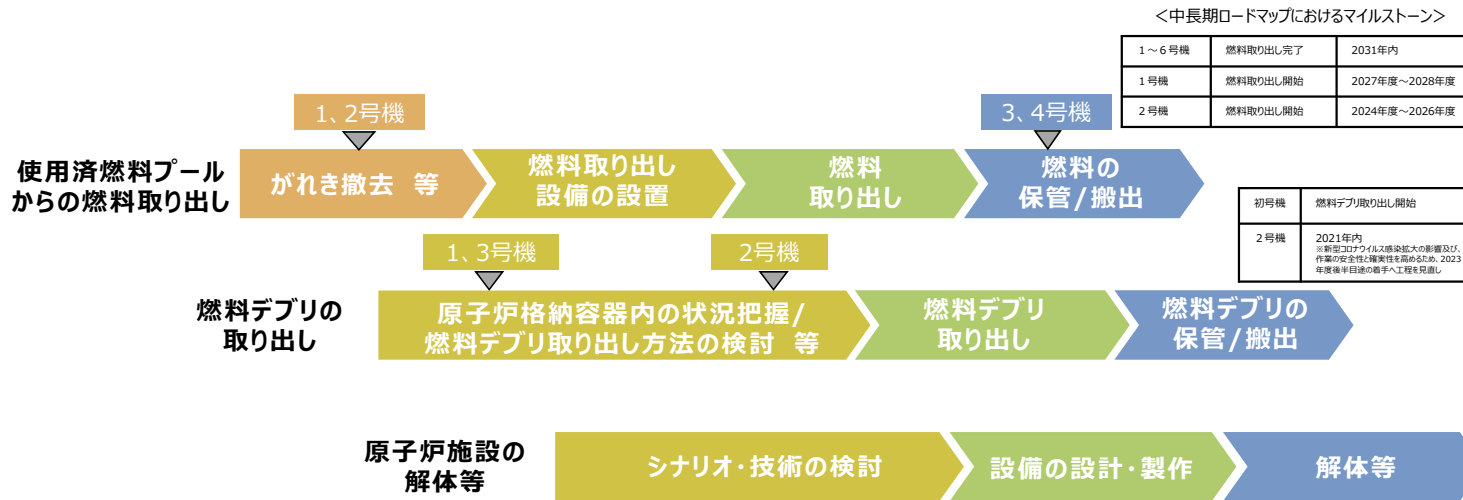 ＜中長期ロードマップにおけるマイルストーン＞
1～6号機 燃料取り出し完了 2031年内
1号機 燃料取り出し開始 2027年度～2028年度
2号機 燃料取り出し開始 2024年度～2026年度
1、2号機
3、4号機
使用済燃料プール
からの燃料取り出し
がれき撤去 等
燃料取り出し
設備の設置
燃料
取り出し
燃料の
保管/搬出
初号機 燃料デブリ取り出し開始
2号機 2021年内
※新型コロナウイルス感染拡大の影響及び、
作業の安全性と確実性を高めるため、2023
年度後半目途の着手へ工程を見直し
1、3号機
2号機
燃料デブリの
取り出し
原子炉格納容器内の状況把握/
燃料デブリ取り出し方法の検討 等
燃料デブリ
取り出し
燃料デブリの
保管/搬出
原子炉施設の
解体等
シナリオ・技術の検討
設備の設計・製作
解体等